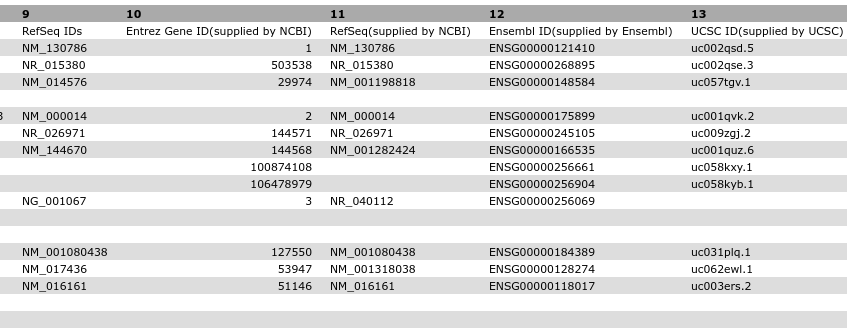 9 10 11 12 13
RefSeq IDs Entrez Gene ID(supplied by NCBI) RefSeq(supplied by NCBI) Ensembl ID(supplied by Ensembl) UCSC ID(supplied by UCSC)
NM_130786 1 NM_130786 ENSG00000121410 uc002qsd.5
NR_015380 503538 NR_015380 ENSG00000268895 uc002qse.3
NM_014576 29974 NM_001198818 ENSG00000148584 uc057tgv.1
3 NM_000014 2 NM_000014 ENSG00000175899 uc001qvk.2
NR_026971 144571 NR_026971 ENSG00000245105 uc009zgj.2
NM_144670 144568 NM_001282424 ENSG00000166535 uc001quz.6
100874108 ENSG00000256661 uc058kxy.1
106478979 ENSG00000256904 uc058kyb.1
NG_001067 3 NR_040112 ENSG00000256069
NM_001080438 127550 NM_001080438 ENSG00000184389 uc031plq.1
NM_017436 53947 NM_001318038 ENSG00000128274 uc062ewl.1
NM_016161 51146 NM_016161 ENSG00000118017 uc003ers.2